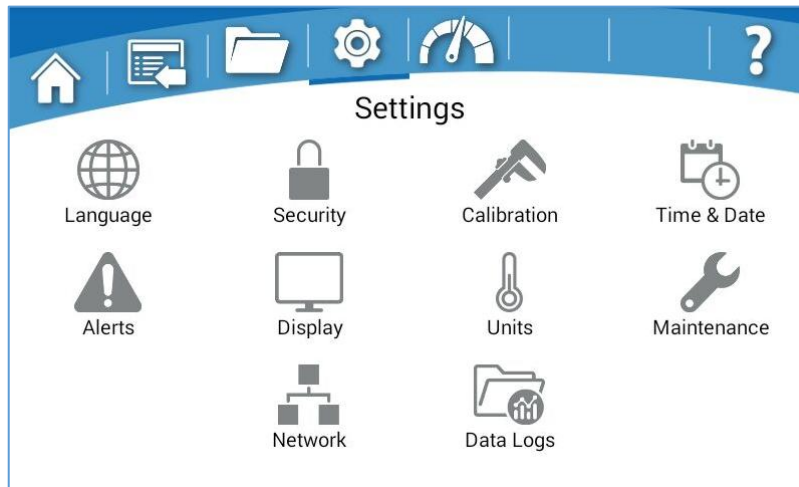 Settings
Language Security Calibration Time & Date
Alerts Display Units Maintenance
Network Data Logs